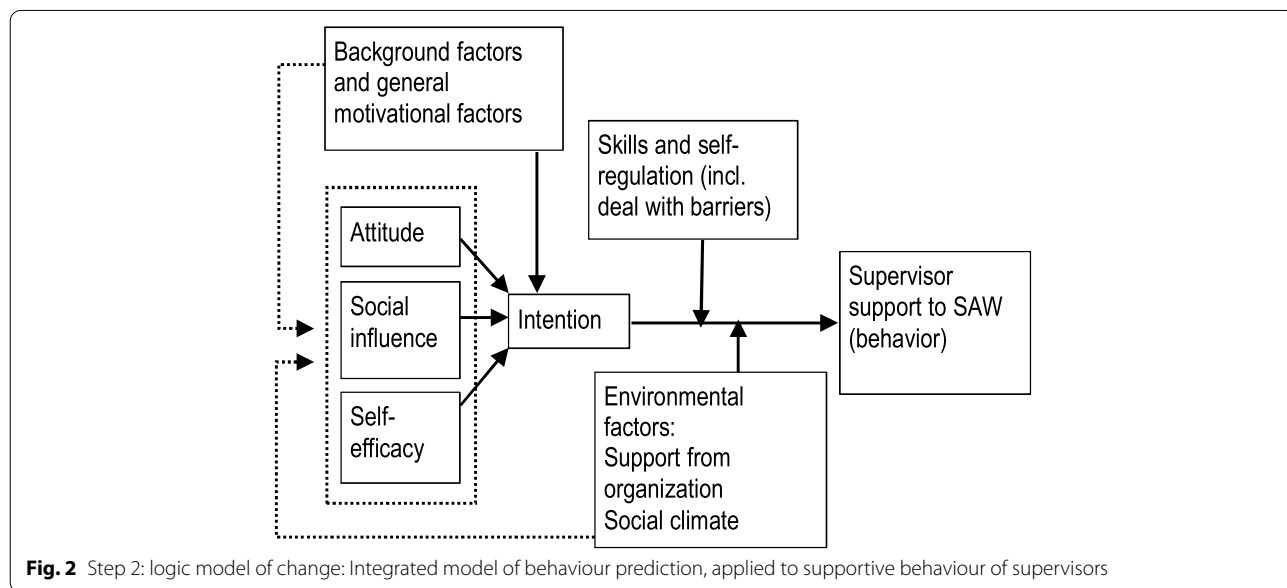 Background factors
and general
motivational factors
Skills and self-
regulation (incl.
deal with barriers)
Attitude
Social
influence
Self-
efficacy
Intention
Supervisor
support to SAW
(behavior)
Environmental
factors:
Support from
organization
Social climate
Fig. 2 Step 2: logic model of change: Integrated model of behaviour prediction, applied to supportive behaviour of supervisors